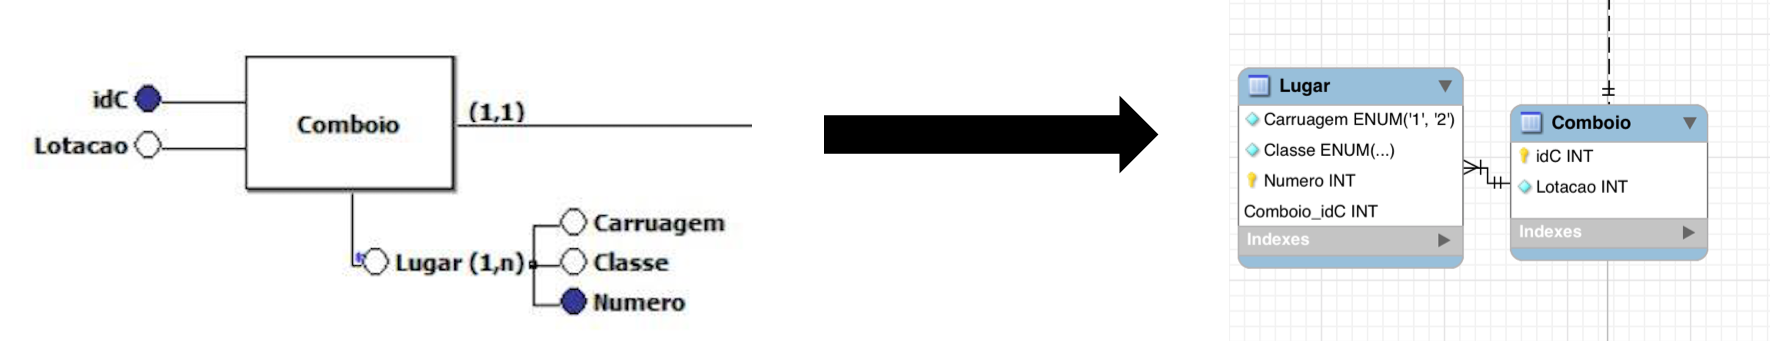 idC
Lotacao
Comboio
(1,1)
Lugar (1,n)
Carruagem
Classe
Numero
Lugar
Carruagem ENUM('1', '2')
Classe ENUM(...)
Numero INT
Comboio_idC INT
Indexes
Comboio
idC INT
Lotacao INT
Indexes